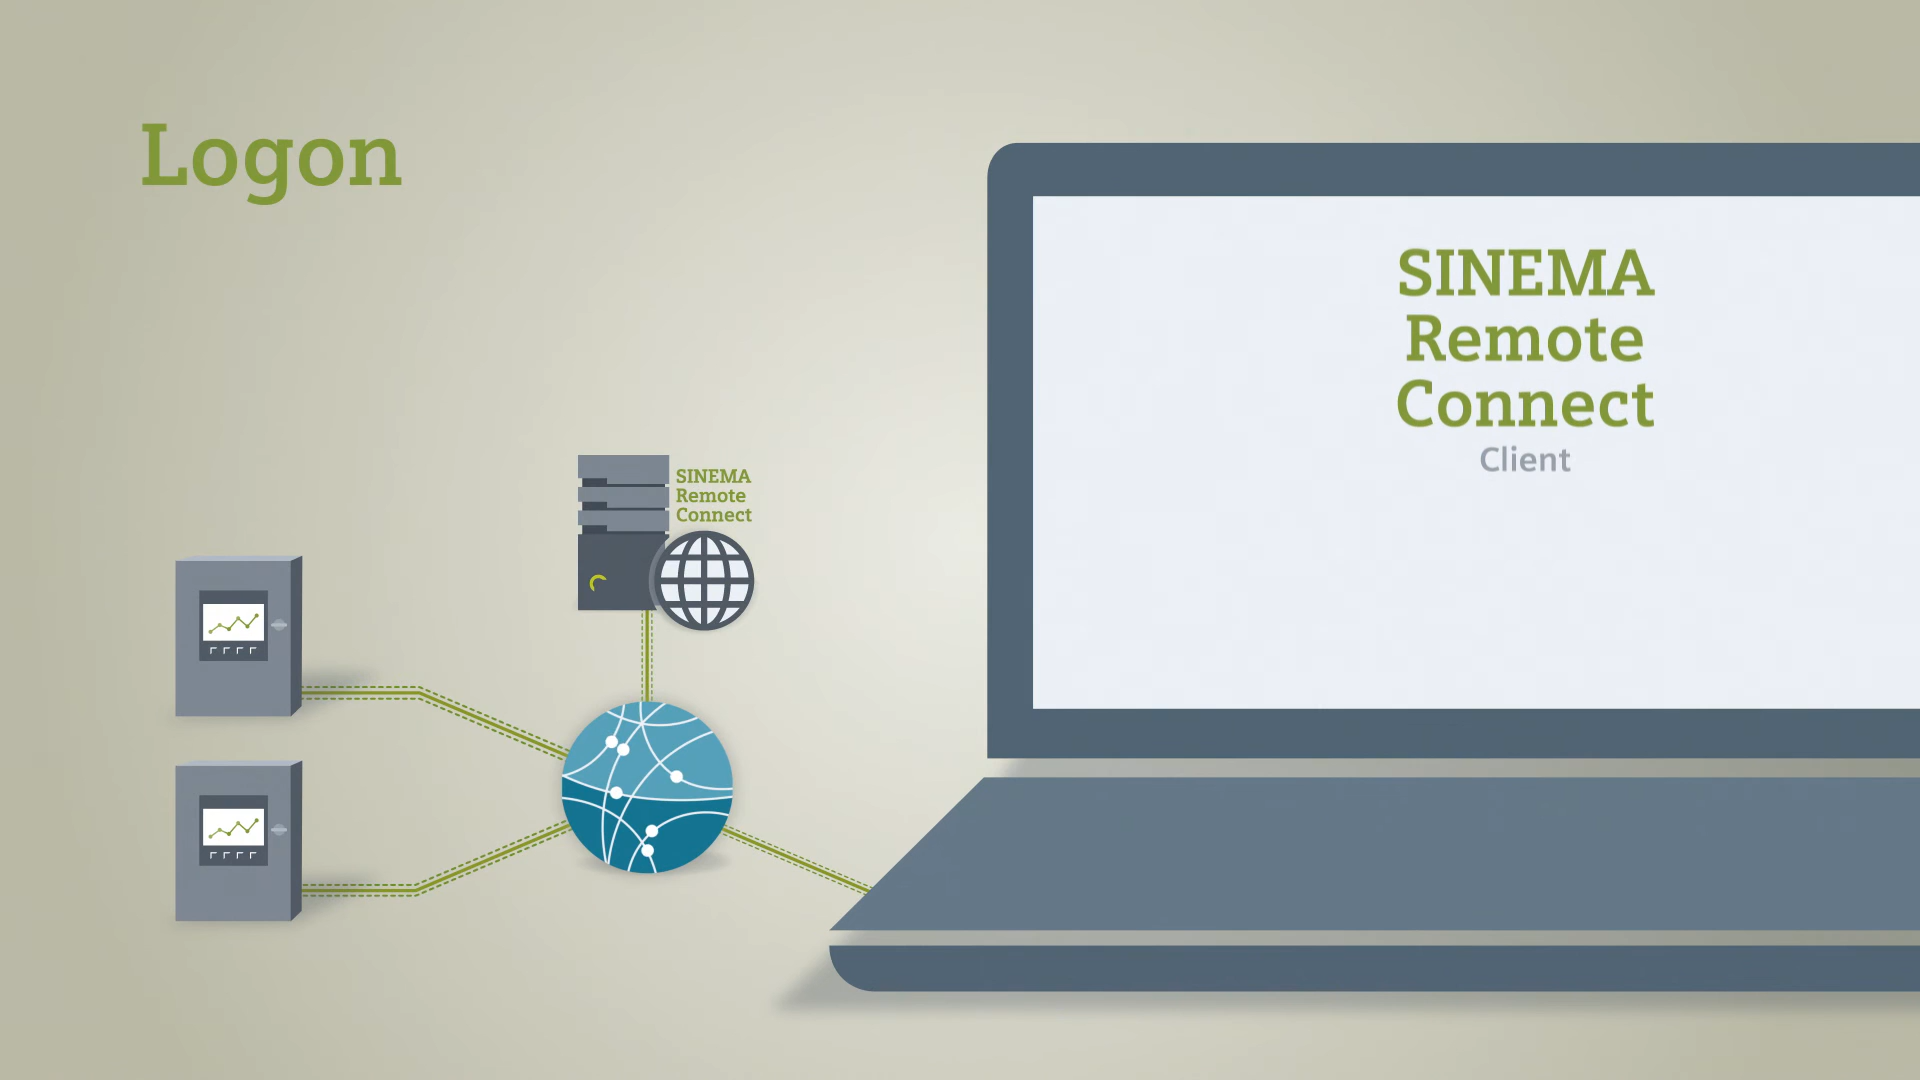 Logon
SINEMA
Remote
Connect
Client
SINEMA
Remote
Connect